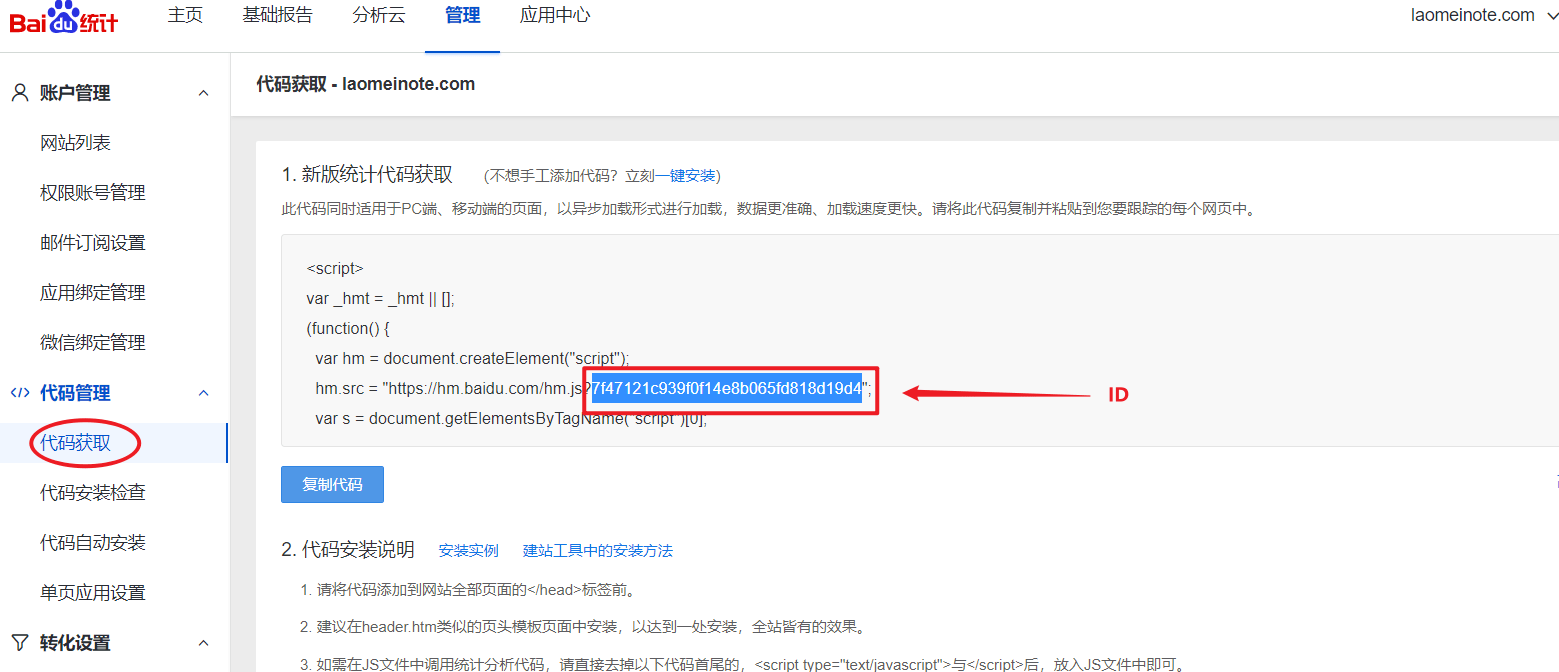 Baidu统计 主页 基础报告 分析云 管理 应用中心 laomeinote.com
账户管理
网站列表
权限账号管理
邮件订阅设置
应用绑定管理
微信绑定管理
代码管理
代码获取
代码安装检查
代码自动安装
单页应用设置
转化设置
代码获取 - laomeinote.com
1. 新版统计代码获取 (不想手工添加代码？立刻一键安装)
此代码同时适用于PC端、移动端的页面，以异步加载形式进行加载，数据更准确、加载速度更快。请将此代码复制并粘贴到您要跟踪的每个网页中。
<script>
var _hmt = _hmt || [];
(function() {
var hm = document.createElement("script");
hm.src = "https://hm.baidu.com/hm.js?7f47121c939f0f14e8b065fd818d19d4";
ID
var s = document.getElementsByTagName("script")[0];
复制代码
2. 代码安装说明 安装实例 建站工具中的安装方法
1. 请将代码添加到网站全部页面的</head>标签前。
2. 建议在header.htm类似的页头模板页面中安装，以达到一处安装，全站皆有的效果。
3. 如需在JS文件中调用统计分析代码，请直接去掉以下代码首尾的，<script type="text/javascript">与</script>后，放入JS文件中即可。